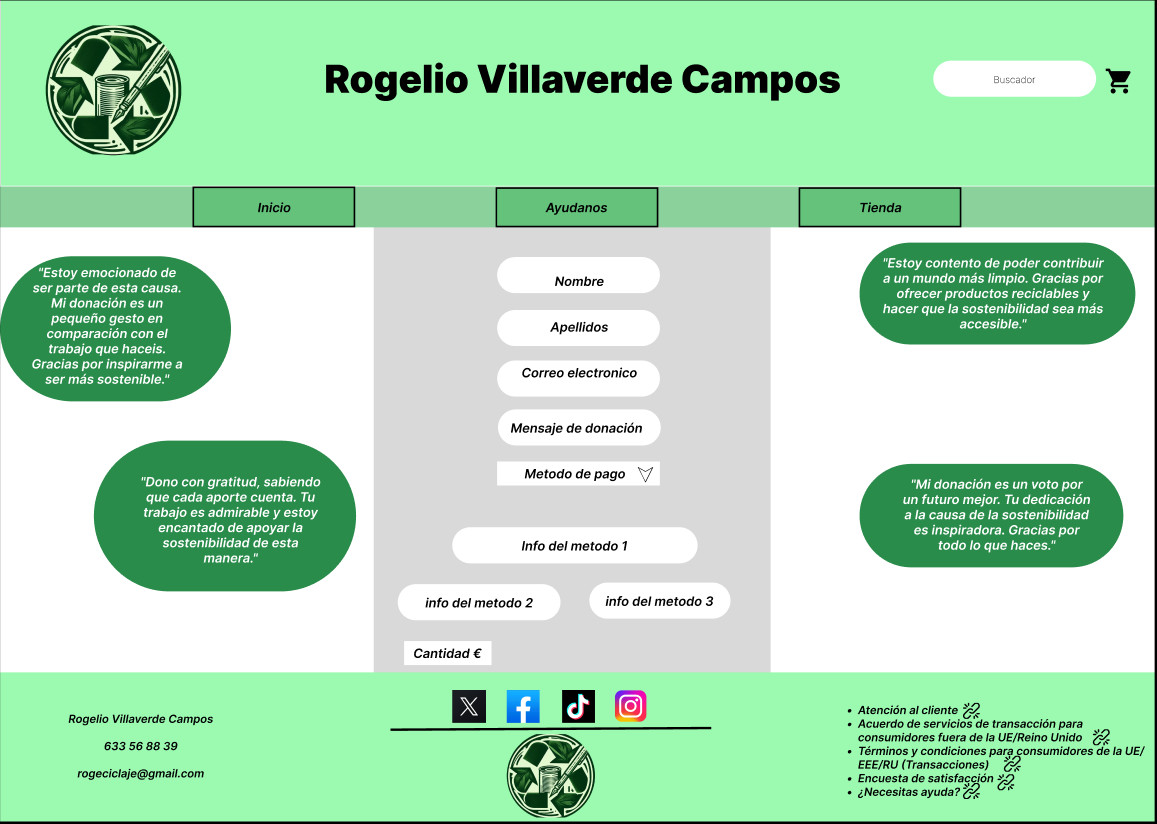 Rogelio Villaverde Campos
Buscador
Inicio
Ayudanos
Tienda
"Estoy emocionado de
ser parte de esta causa.
Mi donación es un
pequeño gesto en
comparación con el
trabajo que haceis.
Gracias por inspirarme a
ser más sostenible."
"Dono con gratitud, sabiendo
que cada aporte cuenta. Tu
trabajo es admirable y estoy
encantado de apoyar la
sostenibilidad de esta
manera."
Nombre
Apellidos
Correo electronico
Mensaje de donación
Metodo de pago
Info del metodo 1
info del metodo 2
info del metodo 3
Cantidad €
"Estoy contento de poder contribuir
a un mundo más limpio. Gracias por
ofrecer productos reciclables y
hacer que la sostenibilidad sea más
accesible."
"Mi donación es un voto por
un futuro mejor. Tu dedicación
a la causa de la sostenibilidad
es inspiradora. Gracias por
todo lo que haces."
Rogelio Villaverde Campos
633 56 88 39
rogeciclaje@gmail.com
• Atención al cliente
• Acuerdo de servicios de transacción para
consumidores fuera de la UE/Reino Unido
• Términos y condiciones para consumidores de la UE/
EEE/RU (Transacciones)
• Encuesta de satisfacción
• ¿Necesitas ayuda?